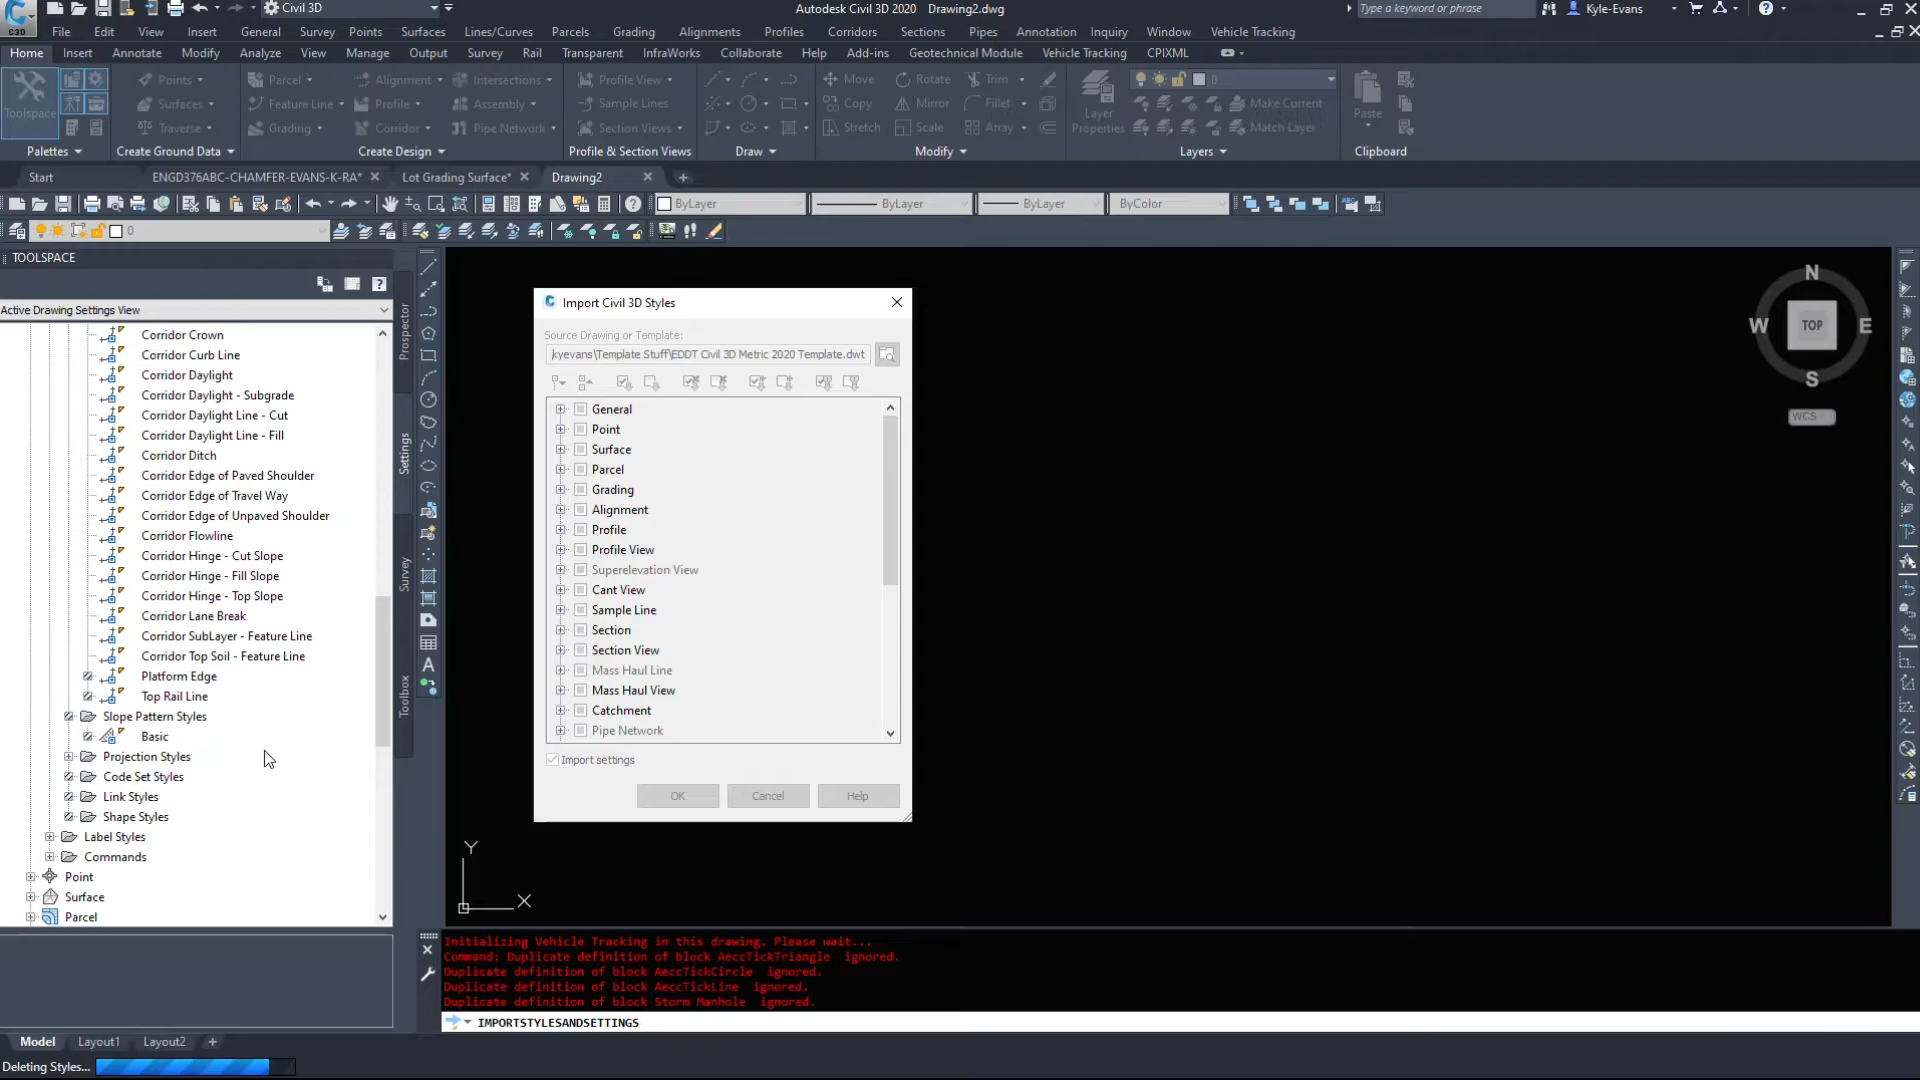 Civil 3D
Autodesk Civil 3D 2020 Drawing2.dwg
Type a keyword or phrase
Kyle-Evans
C3D
File Edit View Insert General Survey Points Surfaces Lines/Curves Parcels Grading Alignments Profiles Corridors Sections Pipes Annotation Inquiry Window Vehicle Tracking
Home Insert Annotate Modify Analyze View Manage Output Survey Rail Transparent InfraWorks Collaborate Help Add-ins Geotechnical Module Vehicle Tracking CPIXML
Points Parcel Alignment Intersections Profile View Move Rotate Trim 0
Toolspace Surfaces Feature Line Profile Assembly Sample Lines Copy Mirror Fillet Make Current
Traverse Grading Corridor Pipe Network Section Views Stretch Scale Array Layer Properties Match Layer Paste
Palettes Create Ground Data Create Design Profile & Section Views Draw Modify Layers Clipboard
Start ENGD376ABC-CHAMFER-EVANS-K-RA* Lot Grading Surface* Drawing2
ByLayer ByLayer ByLayer ByColor
0
TOOLSPACE
Active Drawing Settings View
Corridor Crown
Corridor Curb Line
Corridor Daylight
Corridor Daylight - Subgrade
Corridor Daylight Line - Cut
Corridor Daylight Line - Fill
Corridor Ditch
Corridor Edge of Paved Shoulder
Corridor Edge of Travel Way
Corridor Edge of Unpaved Shoulder
Corridor Flowline
Corridor Hinge - Cut Slope
Corridor Hinge - Fill Slope
Corridor Hinge - Top Slope
Corridor Lane Break
Corridor SubLayer - Feature Line
Corridor Top Soil - Feature Line
Platform Edge
Top Rail Line
Slope Pattern Styles
Basic
Projection Styles
Code Set Styles
Link Styles
Shape Styles
Label Styles
Commands
Point
Surface
Parcel
Prospector
Settings
Survey
Toolbox
Import Civil 3D Styles
Source Drawing or Template:
kyevans\Template Stuff\EDDT Civil 3D Metric 2020 Template.dwt
General
Point
Surface
Parcel
Grading
Alignment
Profile
Profile View
Superelevation View
Cant View
Sample Line
Section
Section View
Mass Haul Line
Mass Haul View
Catchment
Pipe Network
Import settings
OK Cancel Help
N
W TOP E
S
WCS
Y
X
Initializing Vehicle Tracking in this drawing. Please wait...
Command: Duplicate definition of block AeccTickTriangle ignored.
Duplicate definition of block AeccTickCircle ignored.
Duplicate definition of block AeccTickLine ignored.
Duplicate definition of block Storm Manhole ignored.
IMPORTSTYLESANDSETTINGS
Model Layout1 Layout2
Deleting Styles...